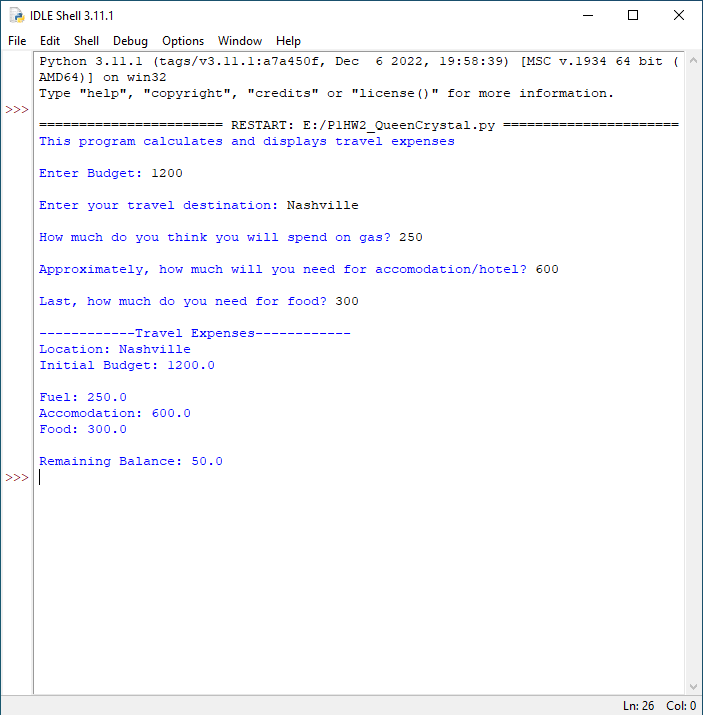 IDLE Shell 3.11.1
File Edit Shell Debug Options Window Help
Python 3.11.1 (tags/v3.11.1:a7a450f, Dec  6 2022, 19:58:39) [MSC v.1934 64 bit (
AMD64)] on win32
Type "help", "copyright", "credits" or "license()" for more information.
>>>
======================= RESTART: E:/P1HW2_QueenCrystal.py ======================
This program calculates and displays travel expenses
Enter Budget: 1200
Enter your travel destination: Nashville
How much do you think you will spend on gas? 250
Approximately, how much will you need for accomodation/hotel? 600
Last, how much do you need for food? 300
------------Travel Expenses------------
Location: Nashville
Initial Budget: 1200.0
Fuel: 250.0
Accomodation: 600.0
Food: 300.0
Remaining Balance: 50.0
>>>
Ln: 26 Col: 0